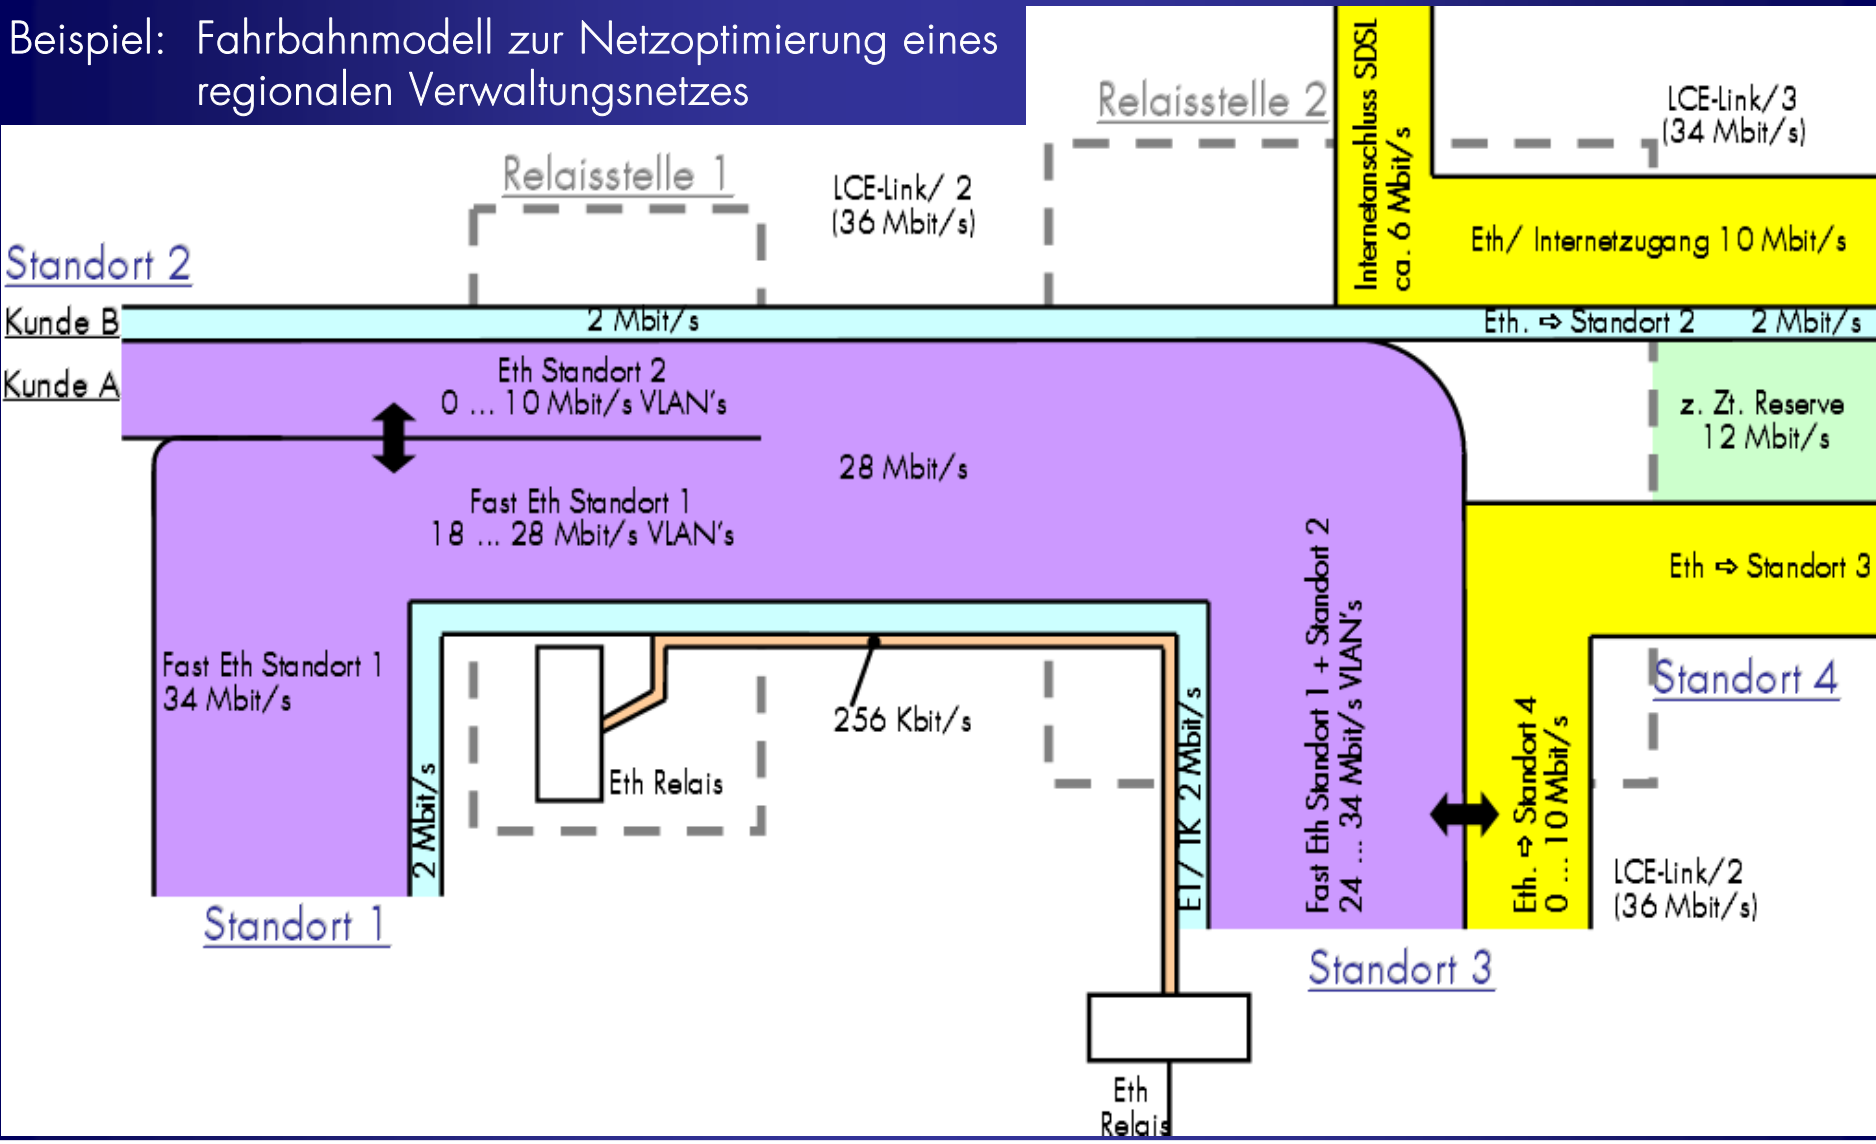 Beispiel: Fahrbahnmodell zur Netzoptimierung eines
regionalen Verwaltungsnetzes
Relaisstelle 2
Internetanschluss SDSL
ca. 6 Mbit/s
LCE-Link/3
(34 Mbit/s)
Relaisstelle 1
LCE-Link/ 2
(36 Mbit/s)
Eth/ Internetzugang 10 Mbit/s
Standort 2
Kunde B
2 Mbit/s
Eth. ⇨ Standort 2 2 Mbit/s
Kunde A
Eth Standort 2
0 ... 10 Mbit/s VLAN's
z. Zt. Reserve
12 Mbit/s
28 Mbit/s
Fast Eth Standort 1
18 ... 28 Mbit/s VLAN's
Eth ⇨ Standort 3
Fast Eth Standort 1
34 Mbit/s
2 Mbit/s
256 Kbit/s
Eth Relais
E1/ TK 2 Mbit/s
Fast Eth Standort 1 + Standort 2
24 ... 34 Mbit/s VLAN's
Eth. ⇨ Standort 4
0 ... 10 Mbit/s
Standort 4
LCE-Link/2
(36 Mbit/s)
Standort 1
Standort 3
Eth
Relais